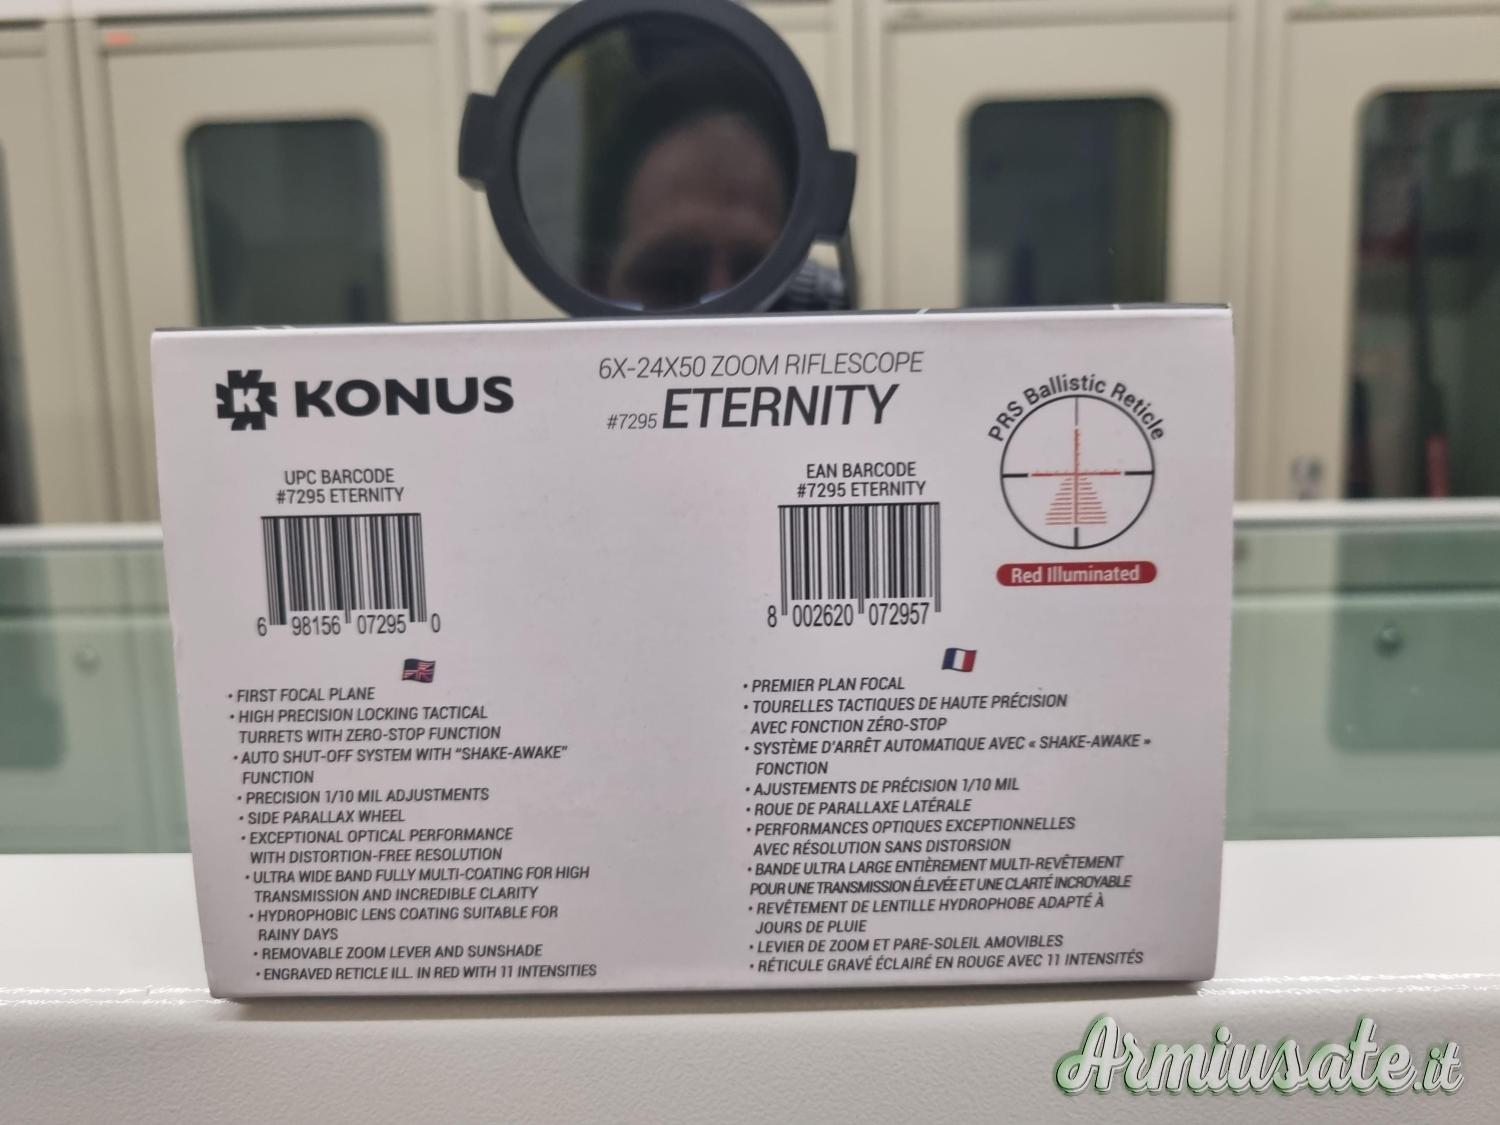 KONUS
6X-24X50 ZOOM RIFLESCOPE
#7295 ETERNITY
PRS Ballistic Reticle
Red Illuminated
UPC BARCODE
#7295 ETERNITY
6 98156 07295 0
EAN BARCODE
#7295 ETERNITY
8 002620 072957
• FIRST FOCAL PLANE
• HIGH PRECISION LOCKING TACTICAL
TURRETS WITH ZERO-STOP FUNCTION
• AUTO SHUT-OFF SYSTEM WITH "SHAKE-AWAKE"
FUNCTION
• PRECISION 1/10 MIL ADJUSTMENTS
• SIDE PARALLAX WHEEL
• EXCEPTIONAL OPTICAL PERFORMANCE
WITH DISTORTION-FREE RESOLUTION
• ULTRA WIDE BAND FULLY MULTI-COATING FOR HIGH
TRANSMISSION AND INCREDIBLE CLARITY
• HYDROPHOBIC LENS COATING SUITABLE FOR
RAINY DAYS
• REMOVABLE ZOOM LEVER AND SUNSHADE
• ENGRAVED RETICLE ILL. IN RED WITH 11 INTENSITIES
• PREMIER PLAN FOCAL
• TOURELLES TACTIQUES DE HAUTE PRÉCISION
AVEC FONCTION ZÉRO-STOP
• SYSTÈME D'ARRÊT AUTOMATIQUE AVEC « SHAKE-AWAKE »
FONCTION
• AJUSTEMENTS DE PRÉCISION 1/10 MIL
• ROUE DE PARALLAXE LATÉRALE
• PERFORMANCES OPTIQUES EXCEPTIONNELLES
AVEC RÉSOLUTION SANS DISTORSION
• BANDE ULTRA LARGE ENTIÈREMENT MULTI-REVÊTEMENT
POUR UNE TRANSMISSION ÉLEVÉE ET UNE CLARTÉ INCROYABLE
• REVÊTEMENT DE LENTILLE HYDROPHOBE ADAPTÉ À
JOURS DE PLUIE
• LEVIER DE ZOOM ET PARE-SOLEIL AMOVIBLES
• RÉTICULE GRAVÉ ÉCLAIRÉ EN ROUGE AVEC 11 INTENSITÉS
Armiusate.it